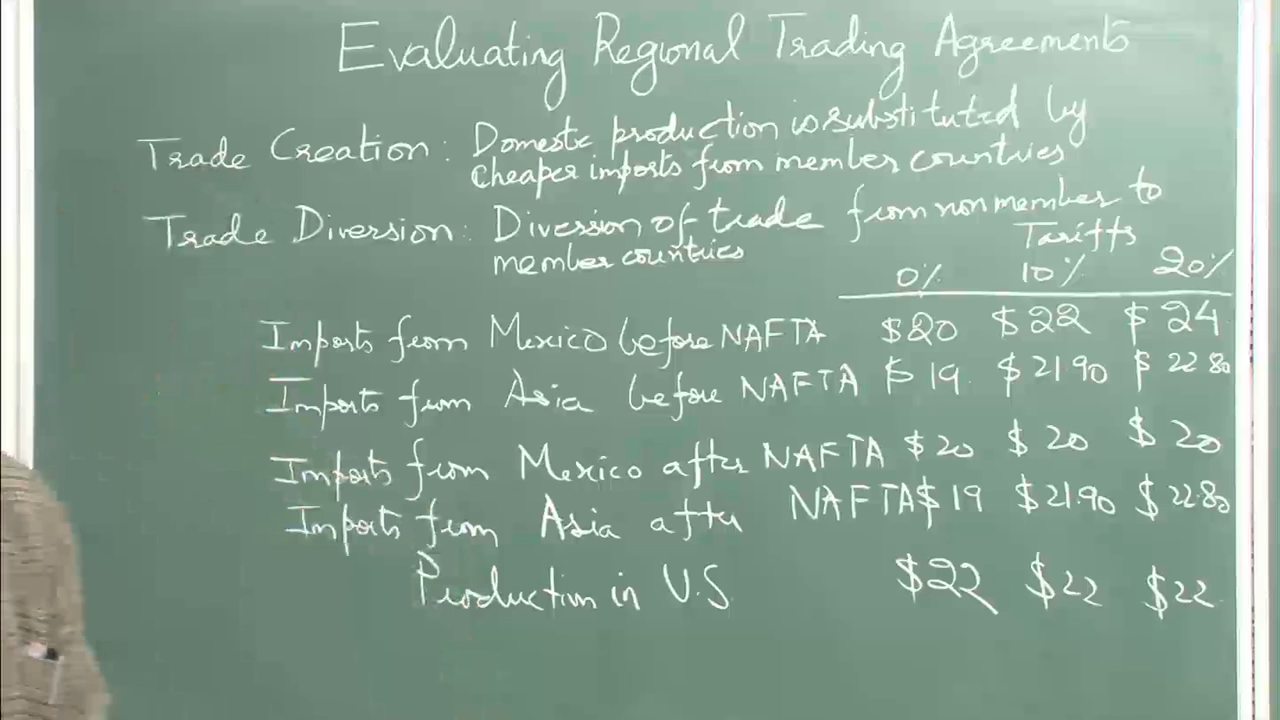 Evaluating Regional Trading Agreements
Trade Creation: Domestic production is substituted by
cheaper imports from member countries
Trade Diversion: Diversion of trade from nonmember to
member countries
Tariffs
0% 10% 20%
Imports from Mexico before NAFTA $20 $22 $24
Imports from Asia before NAFTA $19 $21.90 $22.80
Imports from Mexico after NAFTA $20 $20 $20
Imports from Asia after NAFTA $19 $21.90 $22.80
Production in U.S. $22 $22 $22